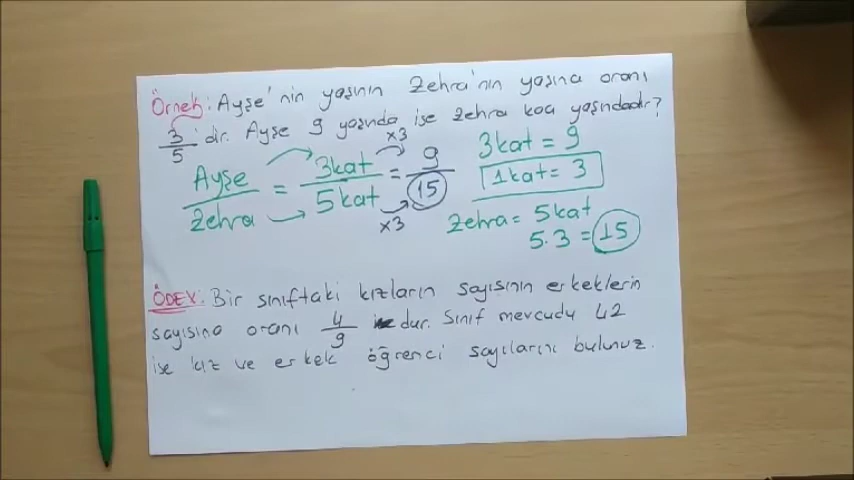 Örnek: Ayşe'nin yaşının Zehra'nın yaşına oranı
3/5 'dir. Ayşe 9 yaşında ise Zehra kaç yaşındadır?
Ayşe/Zehra = 3kat/5kat = 9/15
x3
x3
3kat = 9
1kat = 3
Zehra = 5kat
5.3 = 15
ÖDEV: Bir sınıftaki kızların sayısının erkeklerin
sayısına oranı 4/9 dur. Sınıf mevcudu 42
ise kız ve erkek öğrenci sayılarını bulunuz.